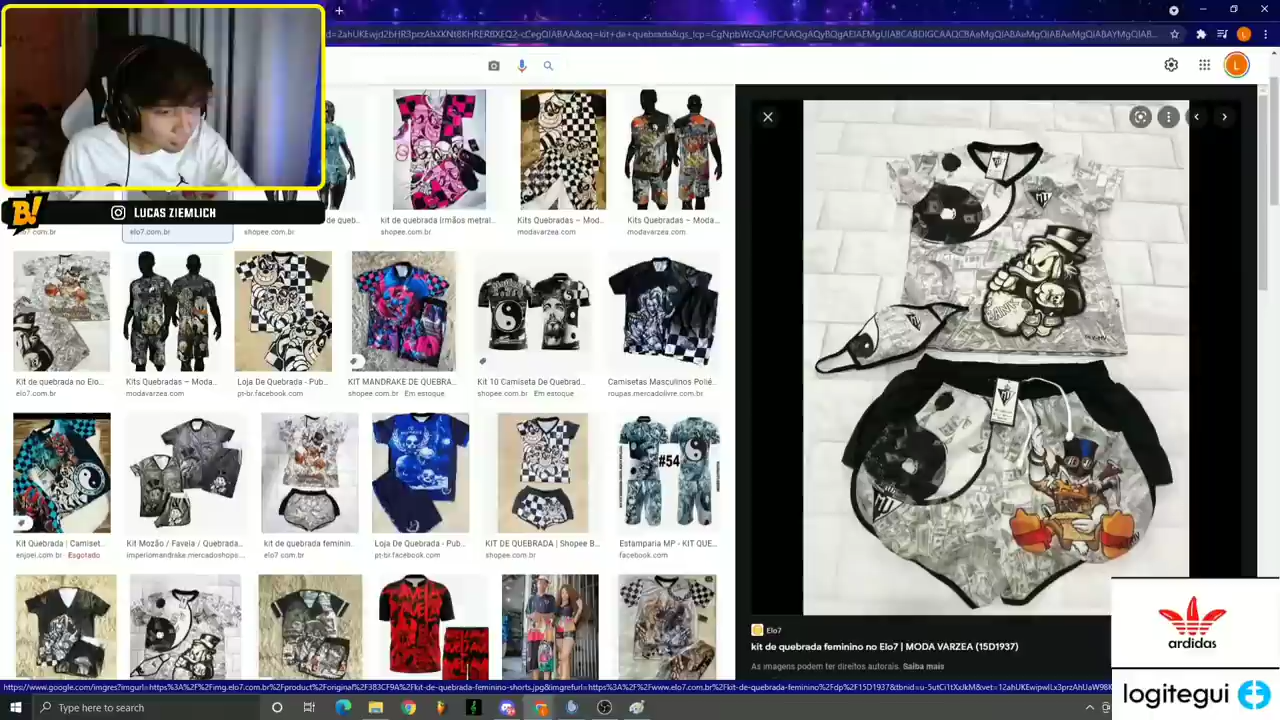 LUCAS ZIEMLICH
elo7.com.br
shopee.com.br
kit de quebrada Irmãos metral...
shopee.com.br
Kits Quebradas – Mod...
modavarzea.com
Kits Quebradas – Moda...
modavarzea.com
Kit de quebrada no Elo...
elo7.com.br
Kits Quebradas – Moda...
modavarzea.com
Loja De Quebrada - Pub...
pt-br.facebook.com
KIT MANDRAKE DE QUEBRA...
shopee.com.br · Em estoque
Kit 10 Camiseta De Quebrad...
shopee.com.br · Em estoque
Camisetas Masculinos Polié...
roupas.mercadolivre.com.br
#54
Kit Quebrada | Camiset...
enjoei.com.br · Esgotado
Kit Mozão / Favela / Quebrada...
imperiomandrake.mercadoshops...
kit de quebrada feminin...
elo7.com.br
Loja De Quebrada - Pub...
pt-br.facebook.com
KIT DE QUEBRADA | Shopee B...
shopee.com.br
Estamparia MP - KIT QUE...
facebook.com
Elo7
kit de quebrada feminino no Elo7 | MODA VARZEA (15D1937)
As imagens podem ter direitos autorais. Saiba mais
ardidas
logitegui
Type here to search